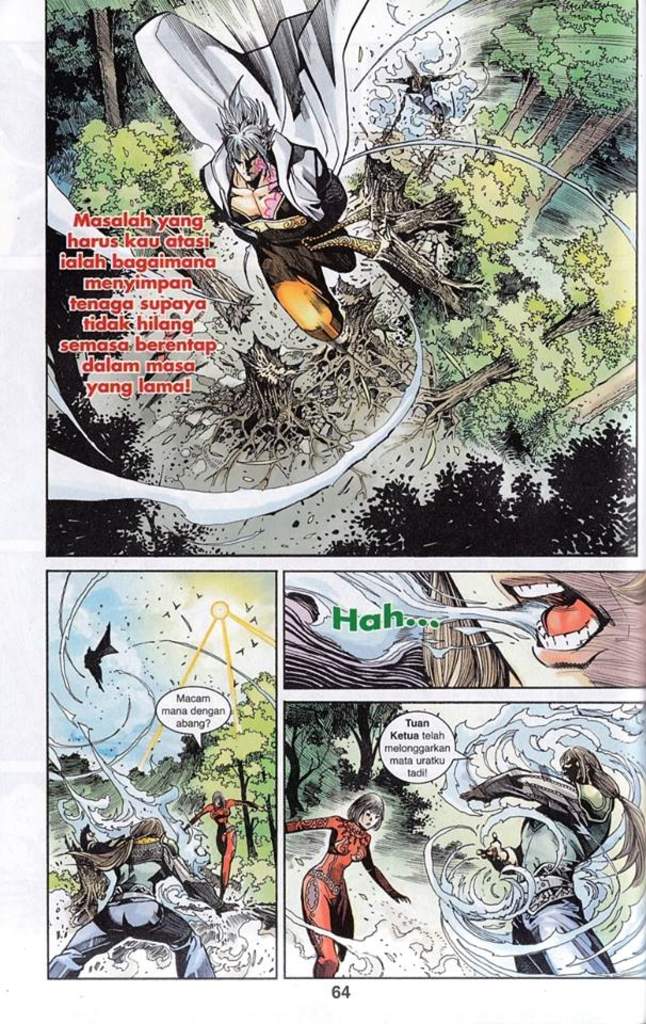 Masalah yang
harus kau atasi
ialah bagaimana
menyimpan
tenaga supaya
tidak hilang
semasa berentap
dalam masa
yang lama!
Hah...
Macam
mana dengan
abang?
Tuan
Ketua telah
melonggarkan
mata uratku
tadi!
64